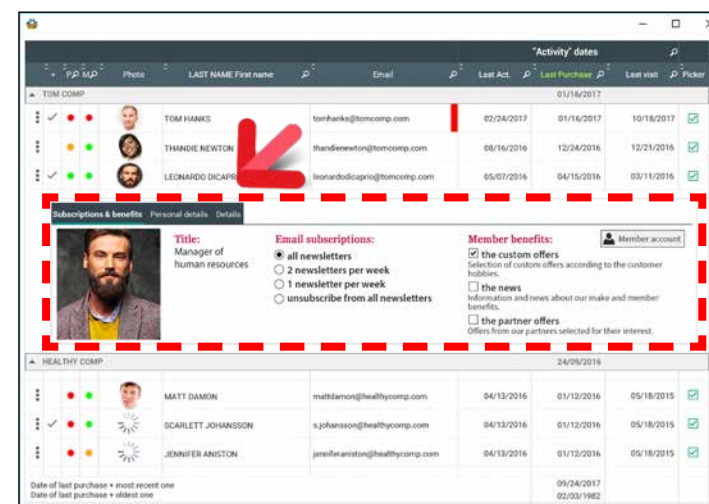 "Activity" dates
P. M. Photo LAST NAME First name Email Last Act. Last Purchase Last visit Picker
TOM COMP 01/16/2017
TOM HANKS tomhanks@tomcomp.com 02/24/2017 01/16/2017 10/18/2017
THANDIE NEWTON thandienewton@tomcomp.com 08/16/2016 12/24/2016 12/21/2016
LEONARDO DICAPR leonardodicaprio@tomcomp.com 05/07/2016 04/15/2016 03/11/2016
Subscriptions & benefits Personal details Details
Title: Email subscriptions: Member benefits: Member account
Manager of all newsletters the custom offers
human resources 2 newsletters per week Selection of custom offers according to the customer
hobbies.
1 newsletter per week the news
unsubscribe from all newsletters Information and news about our make and member
benefits.
the partner offers
Offers from our partners selected for their interest.
HEALTHY COMP 24/09/2016
MATT DAMON mattdamon@healthycomp.com 04/13/2016 01/12/2016 05/18/2015
SCARLETT JOHANSSON s.johansson@healthycomp.com 04/13/2016 01/12/2016 05/18/2015
JENNIFER ANISTON jenniferaniston@healthycomp.com 04/13/2016 01/12/2016 05/18/2015
Date of last purchase + most recent one 09/24/2017
Date of last purchase + oldest one 02/03/1982